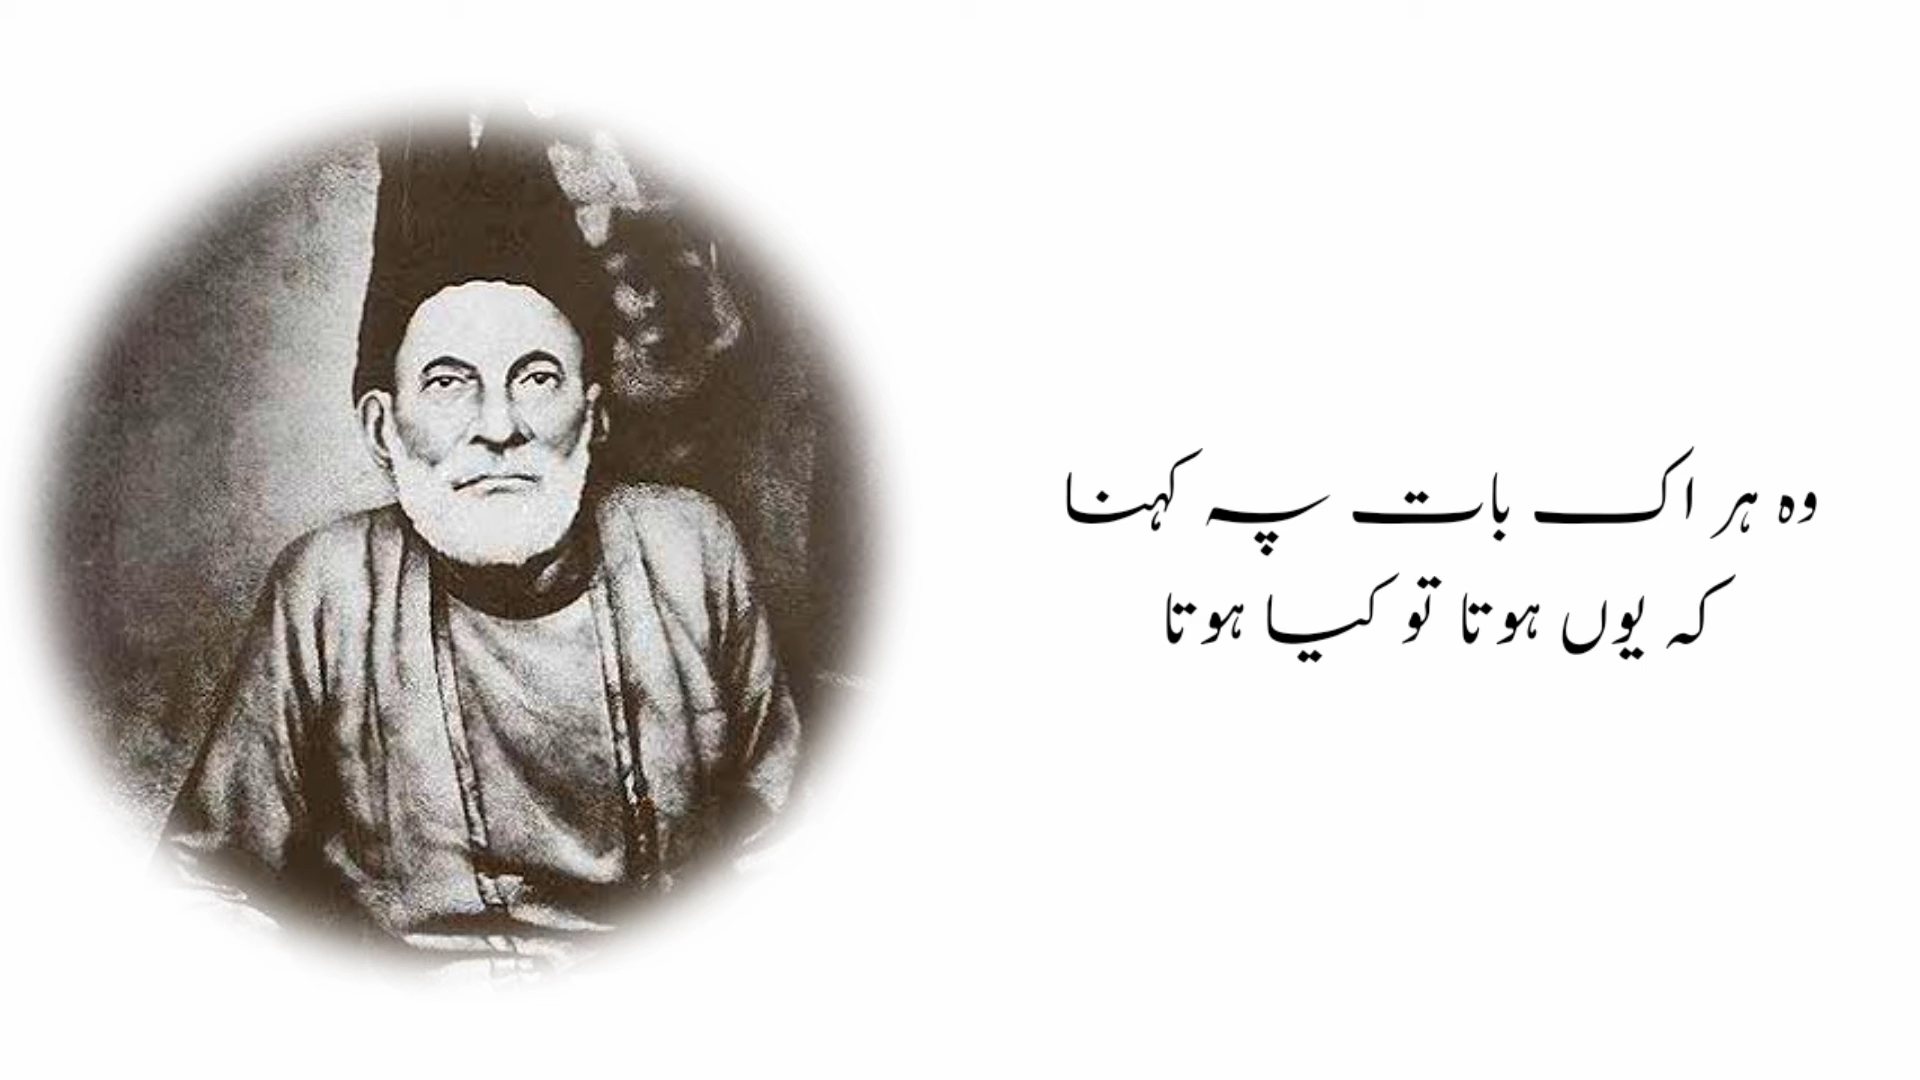 وہ ہر اک بات پہ کہنا
کہ یوں ہوتا تو کیا ہوتا